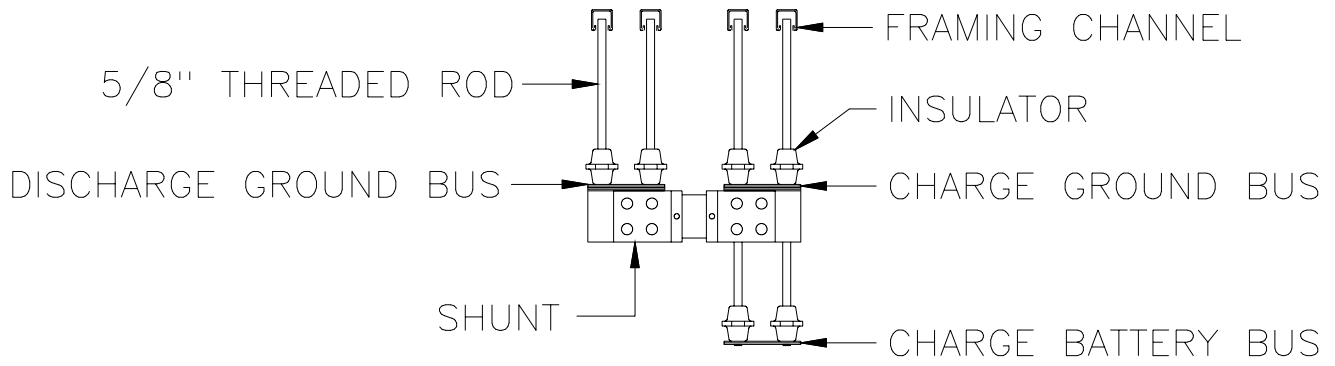 FRAMING CHANNEL
5/8" THREADED ROD
INSULATOR
DISCHARGE GROUND BUS
CHARGE GROUND BUS
SHUNT
CHARGE BATTERY BUS